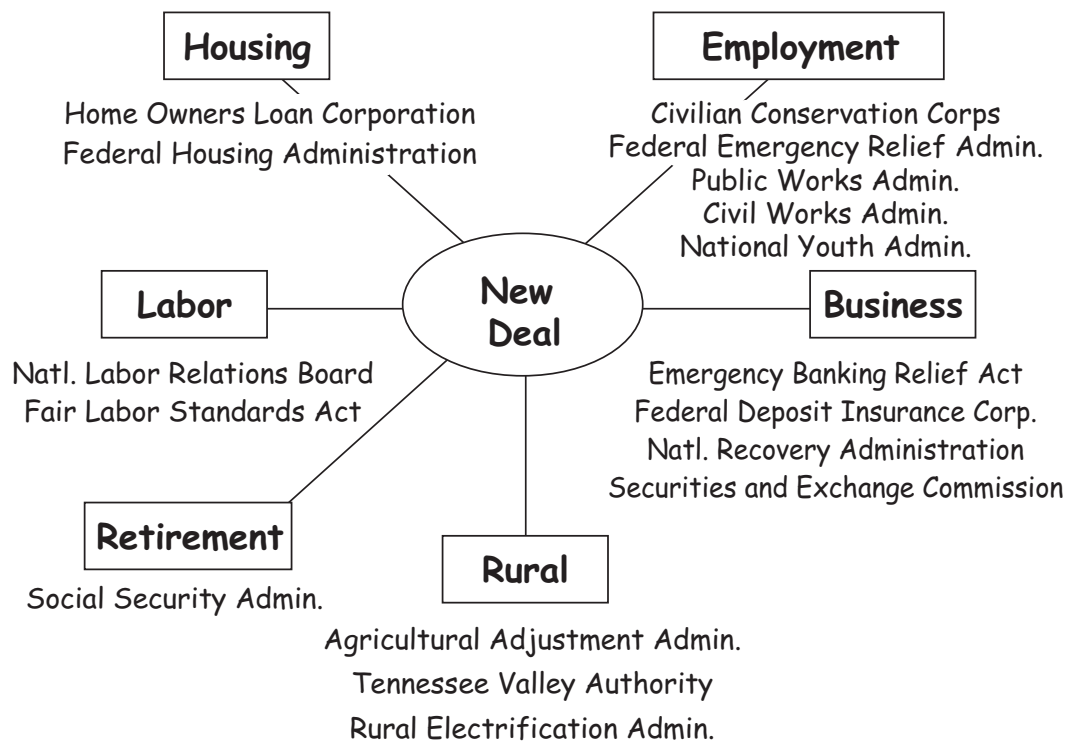 Housing
Home Owners Loan Corporation
Federal Housing Administration
Employment
Civilian Conservation Corps
Federal Emergency Relief Admin.
Public Works Admin.
Civil Works Admin.
National Youth Admin.
Labor
Natl. Labor Relations Board
Fair Labor Standards Act
New
Deal
Business
Emergency Banking Relief Act
Federal Deposit Insurance Corp.
Natl. Recovery Administration
Securities and Exchange Commission
Retirement
Social Security Admin.
Rural
Agricultural Adjustment Admin.
Tennessee Valley Authority
Rural Electrification Admin.